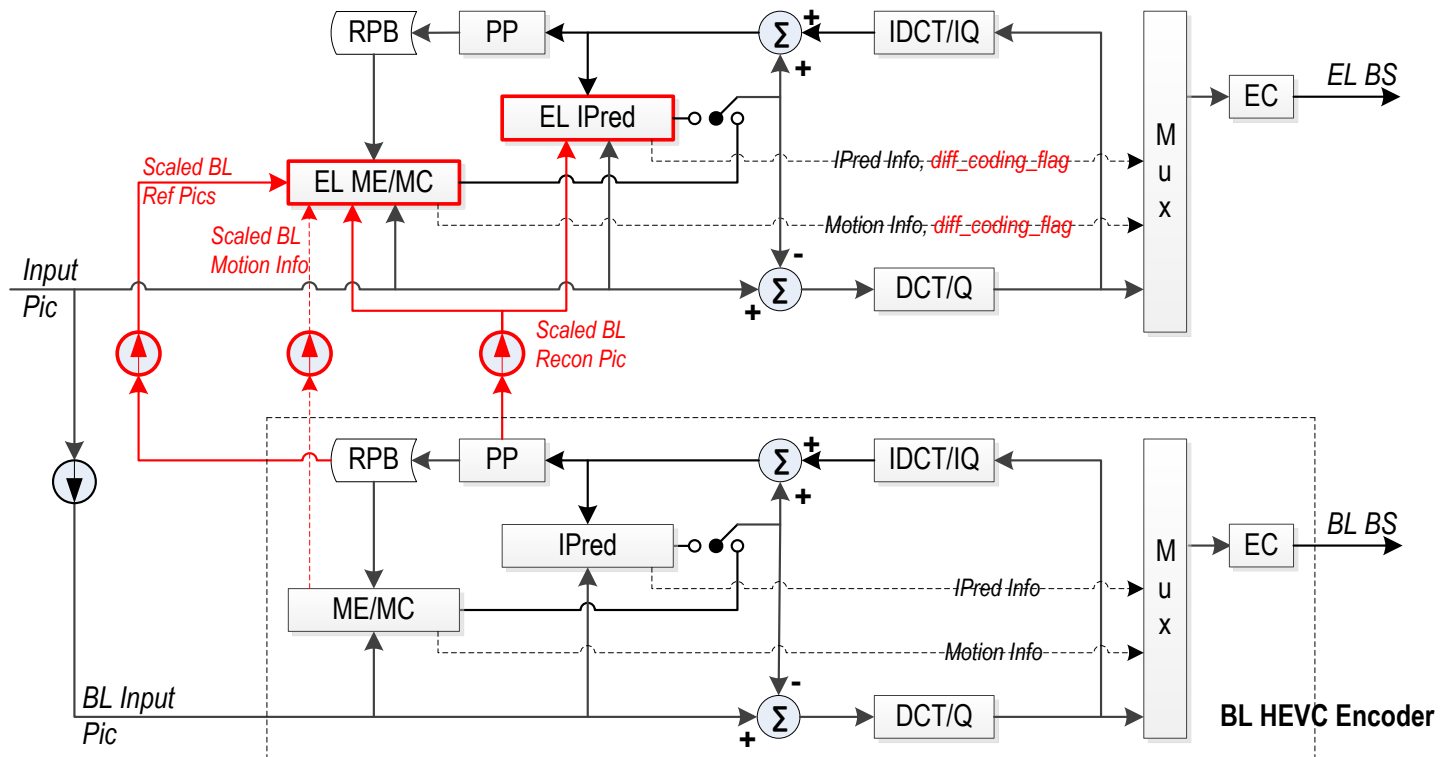 RPB
PP
Σ
+
+
IDCT/IQ
M
u
x
EC
EL BS
EL IPred
IPred Info, diff_coding_flag
Scaled BL
Ref Pics
EL ME/MC
Motion Info, diff_coding_flag
Scaled BL
Motion Info
Input
Pic
-
+
Σ
DCT/Q
Scaled BL
Recon Pic
RPB
PP
Σ
+
+
IDCT/IQ
M
u
x
EC
BL BS
IPred
IPred Info
ME/MC
Motion Info
BL Input
Pic
-
+
Σ
DCT/Q
BL HEVC Encoder